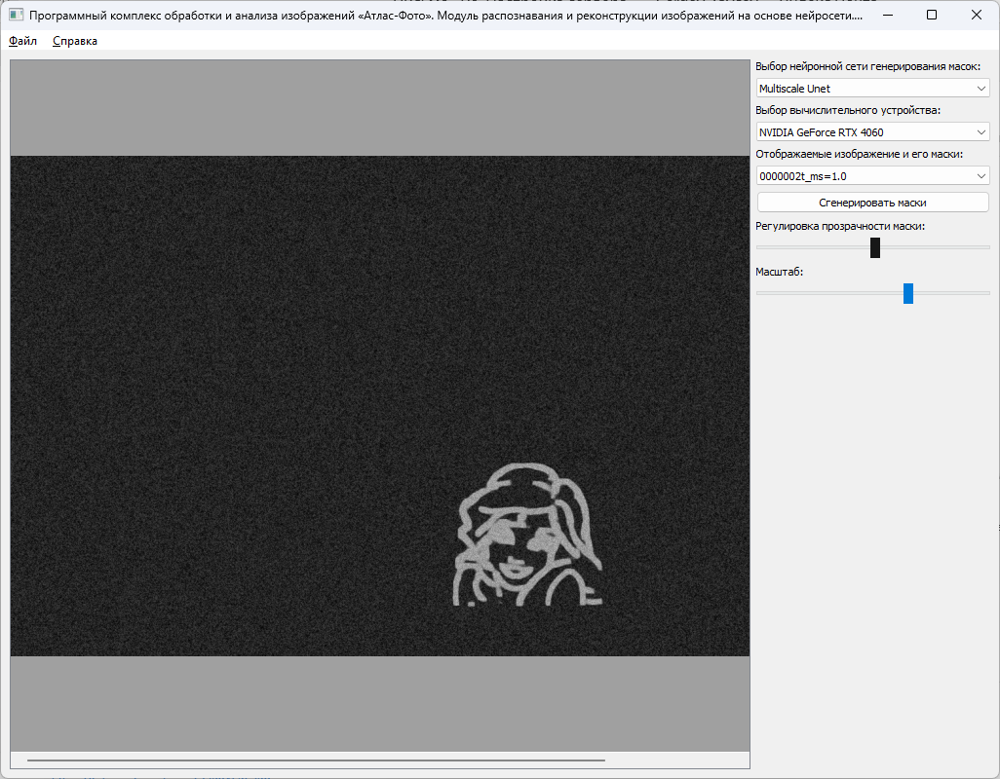 Программный комплекс обработки и анализа изображений «Атлас-Фото». Модуль распознавания и реконструкции изображений на основе нейросети....
Файл Справка
Выбор нейронной сети генерирования масок:
Multiscale Unet
Выбор вычислительного устройства:
NVIDIA GeForce RTX 4060
Отображаемые изображение и его маски:
0000002t_ms=1.0
Сгенерировать маски
Регулировка прозрачности маски:
Масштаб: